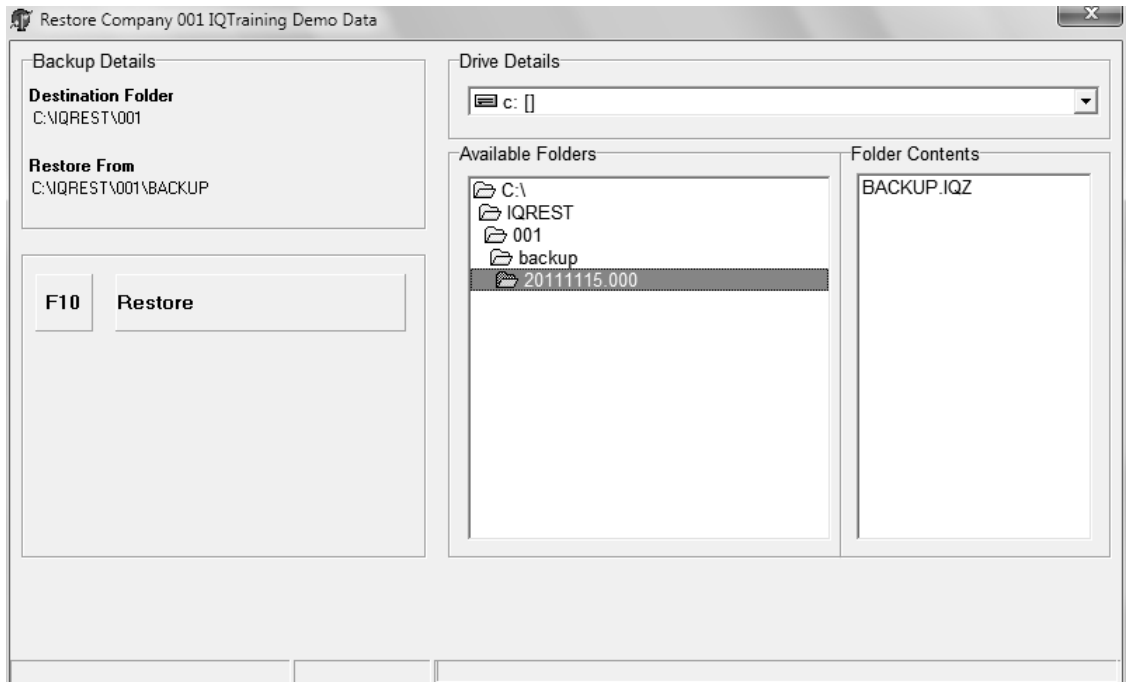 Restore Company 001 IQTraining Demo Data
Backup Details
Destination Folder
C:\IQREST\001
Restore From
C:\IQREST\001\BACKUP
F10 Restore
Drive Details
c: []
Available Folders
C:\
IQREST
001
backup
20111115.000
Folder Contents
BACKUP.IQZ